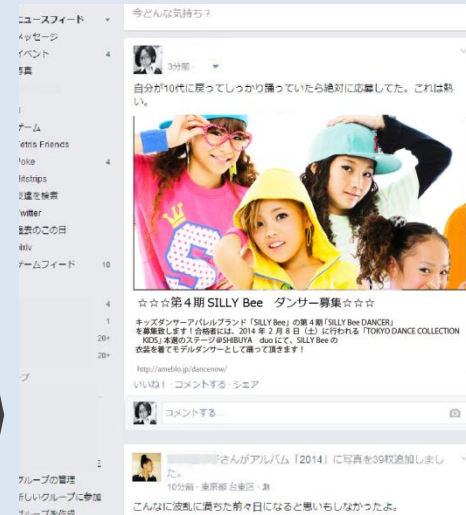 ニュースフィード
メッセージ
イベント 4
写真
ゲーム
Tetris Friends
Poke 4
Bitstrips
友達を検索
Twitter
過去のこの日
pixiv
ゲームフィード 10
4
1
20+
20+
グループの管理
新しいグループに参加
グループを作成
今どんな気持ち?
3分前
自分が10代に戻ってしっかり踊っていたら絶対に応募してた。これは熱
い。
☆☆☆第4期 SILLY Bee ダンサー募集☆☆☆
キッズダンサーアパレルブランド「SILLY Bee」の第4期「SILLY Bee DANCER」
を募集致します!合格者には、2014 年 2 月 8 日(土)に行われる「TOKYO DANCE COLLECTION
KIDS」本選のステージ@SHIBUYA duo にて、SILLY Bee の
衣装を着てモデルダンサーとして踊って頂きます!
http://ameblo.jp/dancenow/
いいね!・コメントする・シェア
コメントする...
さんがアルバム「2014」に写真を39枚追加しまし
た。
10分前・東京都 台東区
こんなに波乱に満ちた前々日になると思いもしなかったよ。